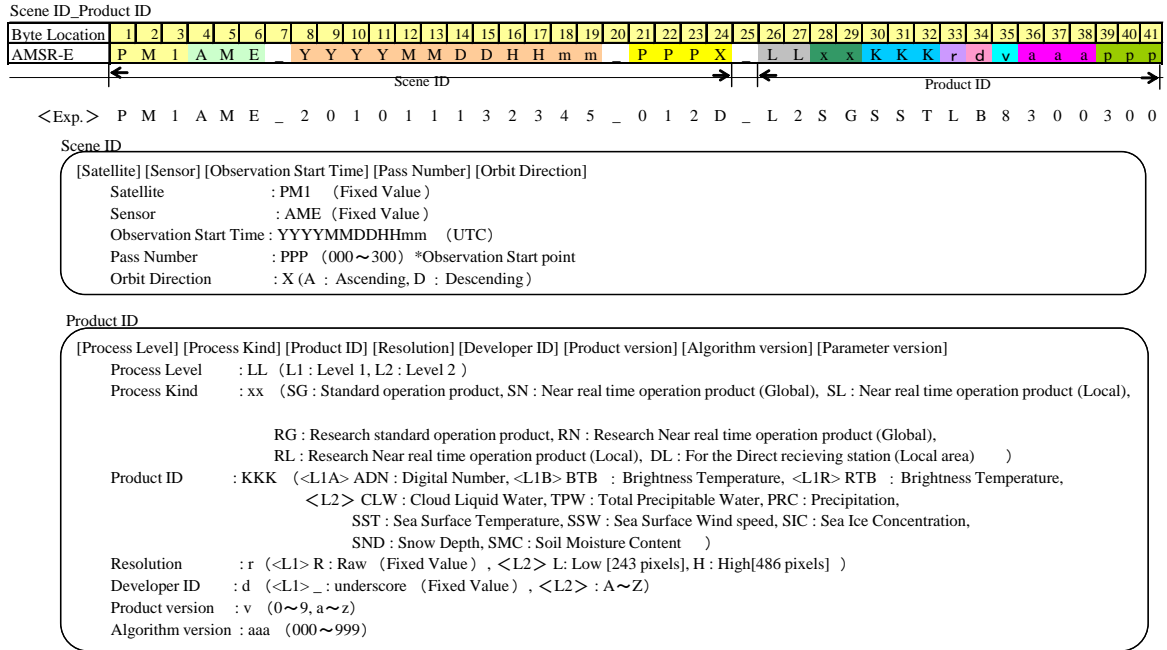 Scene ID_Product ID
Byte Location 1 2 3 4 5 6 7 8 9 10 11 12 13 14 15 16 17 18 19 20 21 22 23 24 25 26 27 28 29 30 31 32 33 34 35 36 37 38 39 40 41
AMSR-E P M 1 A M E _ Y Y Y Y M M D D H H m m _ P P P X _ L L x x K K K r d v a a a p p p
Scene ID Product ID
<Exp.> P M 1 A M E _ 2 0 1 0 1 1 1 3 2 3 4 5 _ 0 1 2 D _ L 2 S G S S T L B 8 3 0 0 3 0 0
Scene ID
[Satellite] [Sensor] [Observation Start Time] [Pass Number] [Orbit Direction]
Satellite : PM1 (Fixed Value)
Sensor : AME (Fixed Value)
Observation Start Time : YYYYMMDDHHmm (UTC)
Pass Number : PPP (000～300) *Observation Start point
Orbit Direction : X (A : Ascending, D : Descending)
Product ID
[Process Level] [Process Kind] [Product ID] [Resolution] [Developer ID] [Product version] [Algorithm version] [Parameter version]
Process Level : LL (L1 : Level 1, L2 : Level 2 )
Process Kind : xx (SG : Standard operation product, SN : Near real time operation product (Global), SL : Near real time operation product (Local),
RG : Research standard operation product, RN : Research Near real time operation product (Global),
RL : Research Near real time operation product (Local), DL : For the Direct recieving station (Local area) )
Product ID : KKK (<L1A> ADN : Digital Number, <L1B> BTB : Brightness Temperature, <L1R> RTB : Brightness Temperature,
＜L2＞ CLW : Cloud Liquid Water, TPW : Total Precipitable Water, PRC : Precipitation,
SST : Sea Surface Temperature, SSW : Sea Surface Wind speed, SIC : Sea Ice Concentration,
SND : Snow Depth, SMC : Soil Moisture Content )
Resolution : r (<L1> R : Raw (Fixed Value) , ＜L2＞ L: Low [243 pixels], H : High[486 pixels] )
Developer ID : d (<L1> _ : underscore (Fixed Value) , ＜L2＞ : A～Z)
Product version : v (0～9, a～z)
Algorithm version : aaa (000～999)